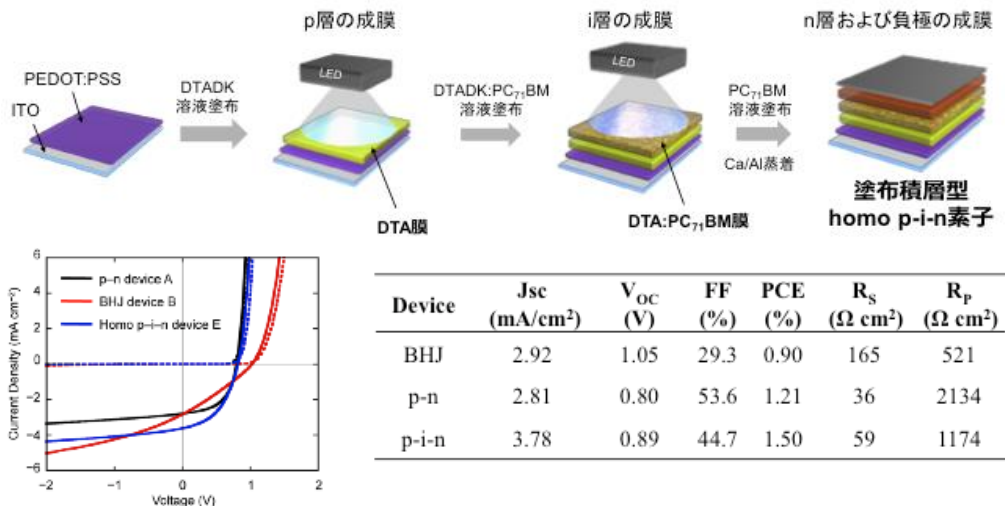 p層の成膜
i層の成膜
n層および負極の成膜
LED
LED
PEDOT:PSS
ITO
DTADK
溶液塗布
DTADK:PC₇₁BM
溶液塗布
PC₇₁BM
溶液塗布
Ca/Al蒸着
DTA膜
DTA:PC₇₁BM膜
塗布積層型
homo p-i-n素子
Current Density (mA cm⁻²)
6
4
2
0
−2
−4
−6
p–n device A
BHJ device B
Homo p–i–n device E
−2 −1 0 1 2
Voltage (V)
Device Jsc (mA/cm²) V_OC (V) FF (%) PCE (%) R_S (Ω cm²) R_P (Ω cm²)
BHJ 2.92 1.05 29.3 0.90 165 521
p-n 2.81 0.80 53.6 1.21 36 2134
p-i-n 3.78 0.89 44.7 1.50 59 1174